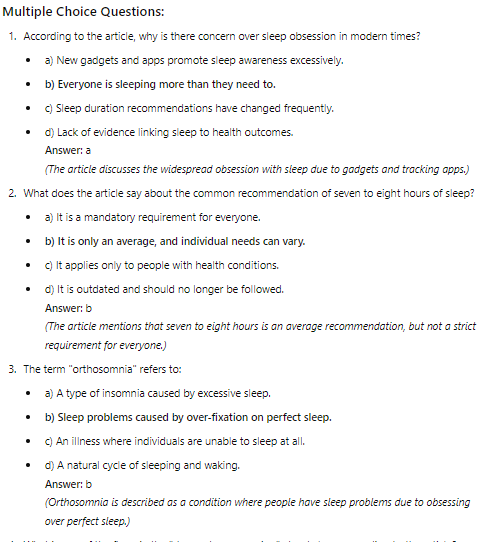 Multiple Choice Questions:
1. According to the article, why is there concern over sleep obsession in modern times?
• a) New gadgets and apps promote sleep awareness excessively.
• b) Everyone is sleeping more than they need to.
• c) Sleep duration recommendations have changed frequently.
• d) Lack of evidence linking sleep to health outcomes.
Answer: a
(The article discusses the widespread obsession with sleep due to gadgets and tracking apps.)
2. What does the article say about the common recommendation of seven to eight hours of sleep?
• a) It is a mandatory requirement for everyone.
• b) It is only an average, and individual needs can vary.
• c) It applies only to people with health conditions.
• d) It is outdated and should no longer be followed.
Answer: b
(The article mentions that seven to eight hours is an average recommendation, but not a strict
requirement for everyone.)
3. The term "orthosomnia" refers to:
• a) A type of insomnia caused by excessive sleep.
• b) Sleep problems caused by over-fixation on perfect sleep.
• c) An illness where individuals are unable to sleep at all.
• d) A natural cycle of sleeping and waking.
Answer: b
(Orthosomnia is described as a condition where people have sleep problems due to obsessing
over perfect sleep.)